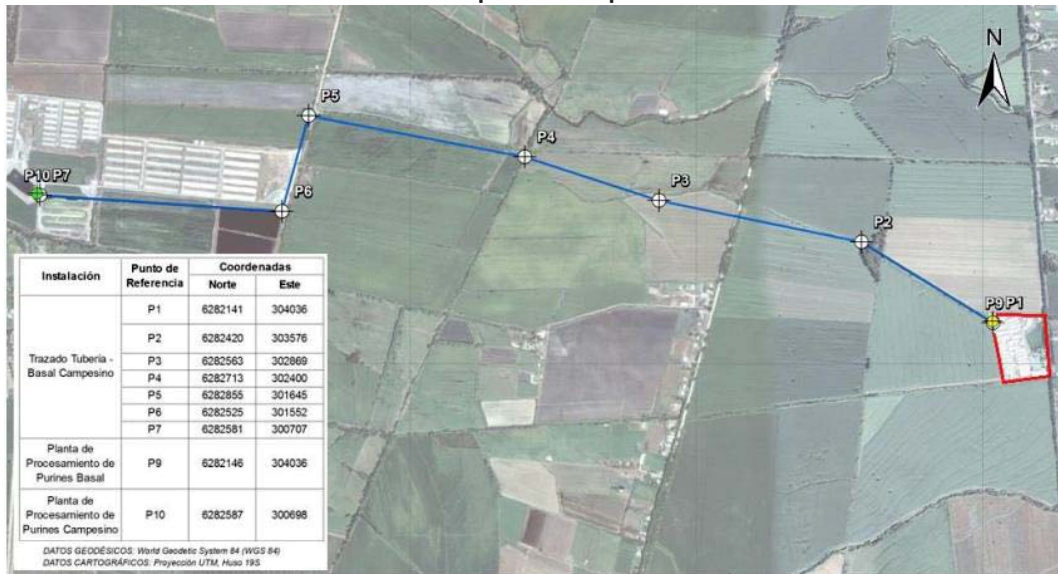 N
P5
P4
P10 P7
P6
P3
P2
P9 P1
Instalación Punto de Referencia Coordenadas
Norte Este
Trazado Tubería - Basal Campesino
P1 6282141 304036
P2 6282420 303576
P3 6282563 302869
P4 6282713 302400
P5 6282855 301645
P6 6282525 301552
P7 6282581 300707
Planta de
Procesamiento de
Purines Basal
P9 6282146 304036
Planta de
Procesamiento de
Purines Campesino
P10 6282587 300698
DATOS GEODÉSICOS: World Geodetic System 84 (WGS 84)
DATOS CARTOGRÁFICOS: Proyección UTM, Huso 19S